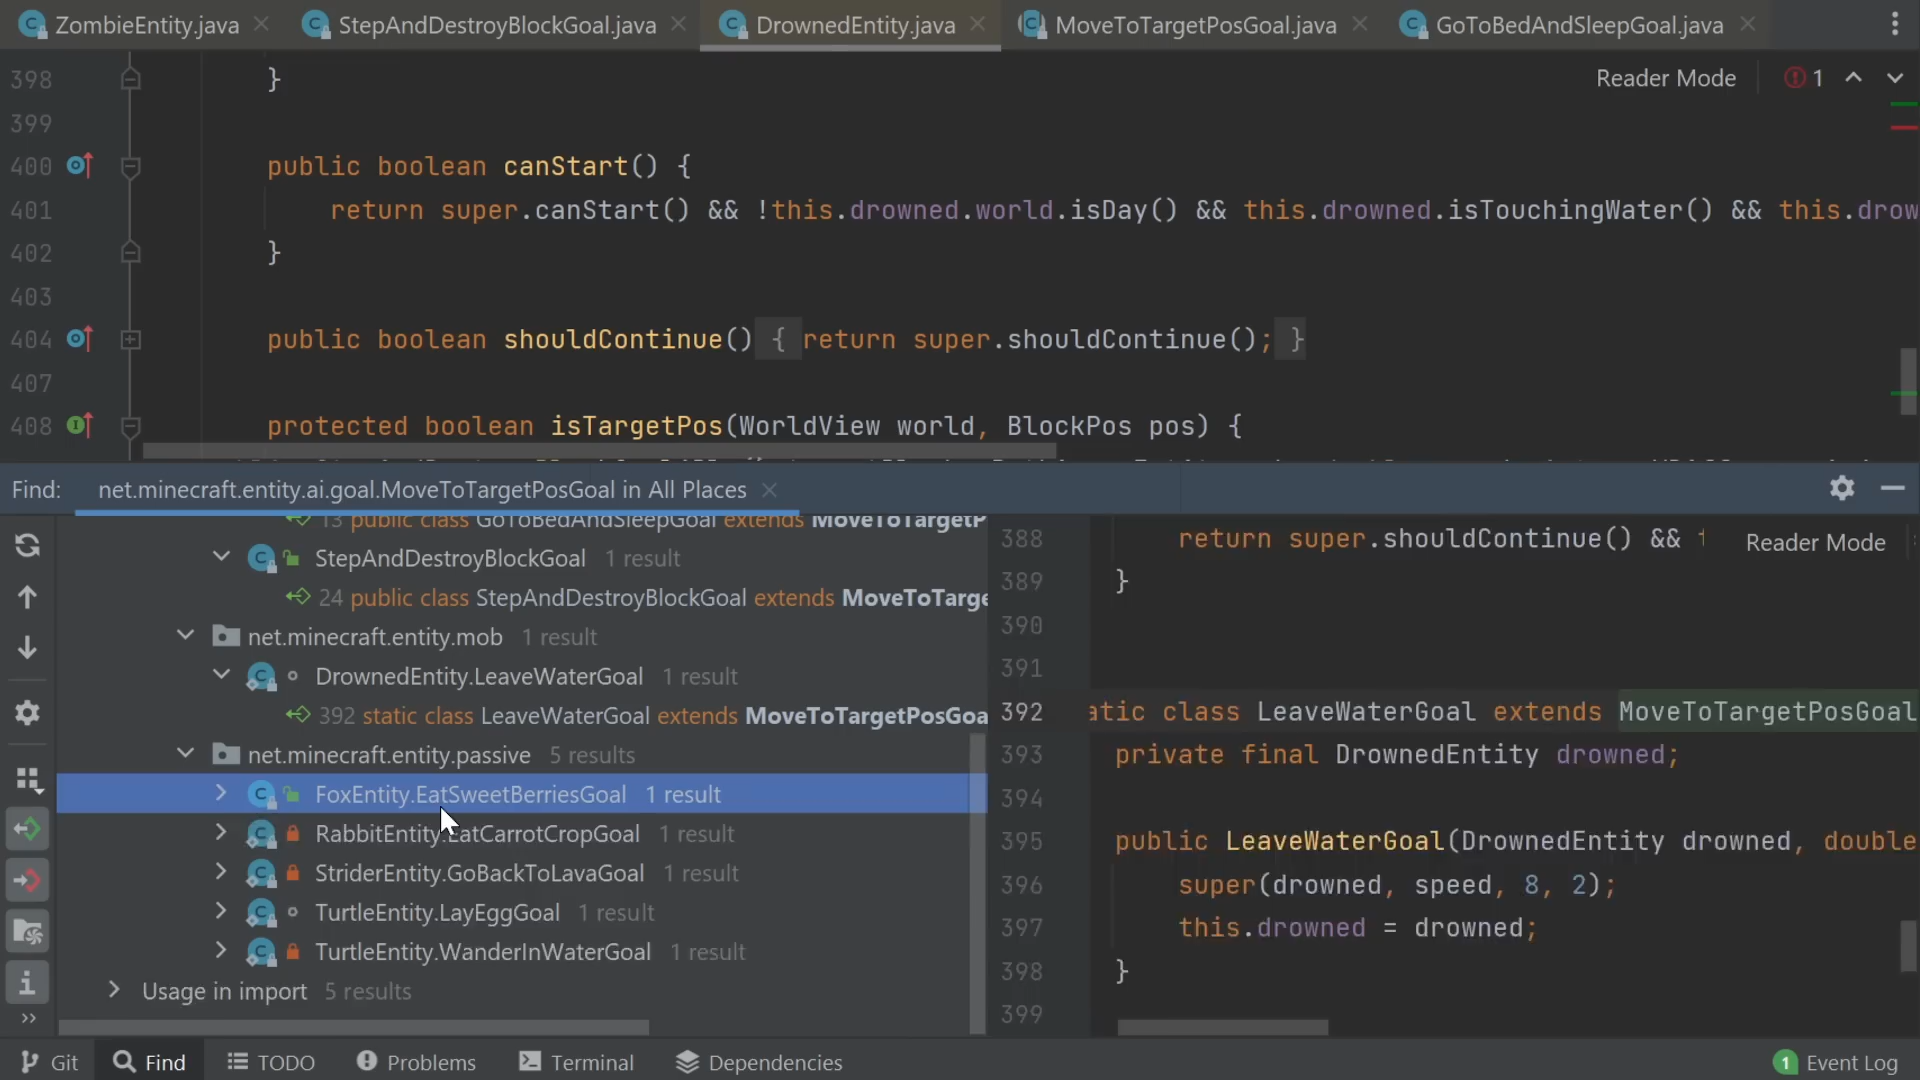 ZombieEntity.java StepAndDestroyBlockGoal.java DrownedEntity.java MoveToTargetPosGoal.java GoToBedAndSleepGoal.java
398 }
Reader Mode 1
399
400 public boolean canStart() {
401 return super.canStart() && !this.drowned.world.isDay() && this.drowned.isTouchingWater() && this.drow
402 }
403
404 public boolean shouldContinue() { return super.shouldContinue(); }
407
408 protected boolean isTargetPos(WorldView world, BlockPos pos) {
Find: net.minecraft.entity.ai.goal.MoveToTargetPosGoal in All Places
13 public class GoToBedAndSleepGoal extends MoveToTargetP
StepAndDestroyBlockGoal 1 result
24 public class StepAndDestroyBlockGoal extends MoveToTarge
net.minecraft.entity.mob 1 result
DrownedEntity.LeaveWaterGoal 1 result
392 static class LeaveWaterGoal extends MoveToTargetPosGoa
net.minecraft.entity.passive 5 results
FoxEntity.EatSweetBerriesGoal 1 result
RabbitEntity.EatCarrotCropGoal 1 result
StriderEntity.GoBackToLavaGoal 1 result
TurtleEntity.LayEggGoal 1 result
TurtleEntity.WanderInWaterGoal 1 result
Usage in import 5 results
388 return super.shouldContinue() && Reader Mode
389 }
390
391
392 atic class LeaveWaterGoal extends MoveToTargetPosGoal
393 private final DrownedEntity drowned;
394
395 public LeaveWaterGoal(DrownedEntity drowned, double
396 super(drowned, speed, 8, 2);
397 this.drowned = drowned;
398 }
399
Git Find TODO Problems Terminal Dependencies 1 Event Log